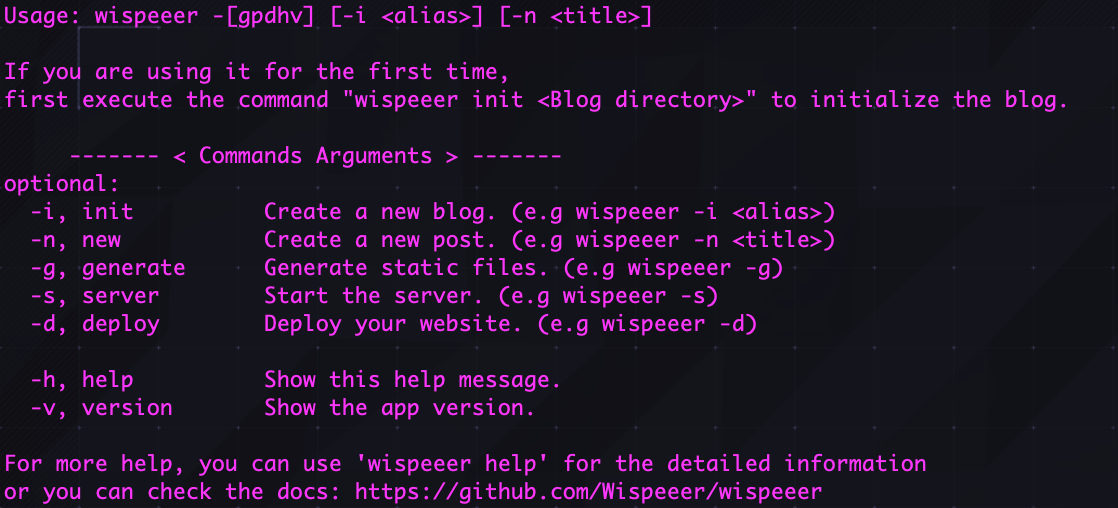 Usage: wispeeer -[gpdhv] [-i <alias>] [-n <title>]
If you are using it for the first time,
first execute the command "wispeeer init <Blog directory>" to initialize the blog.
------- < Commands Arguments > -------
optional:
-i, init Create a new blog. (e.g wispeeer -i <alias>)
-n, new Create a new post. (e.g wispeeer -n <title>)
-g, generate Generate static files. (e.g wispeeer -g)
-s, server Start the server. (e.g wispeeer -s)
-d, deploy Deploy your website. (e.g wispeeer -d)
-h, help Show this help message.
-v, version Show the app version.
For more help, you can use 'wispeeer help' for the detailed information
or you can check the docs: https://github.com/Wispeeer/wispeeer